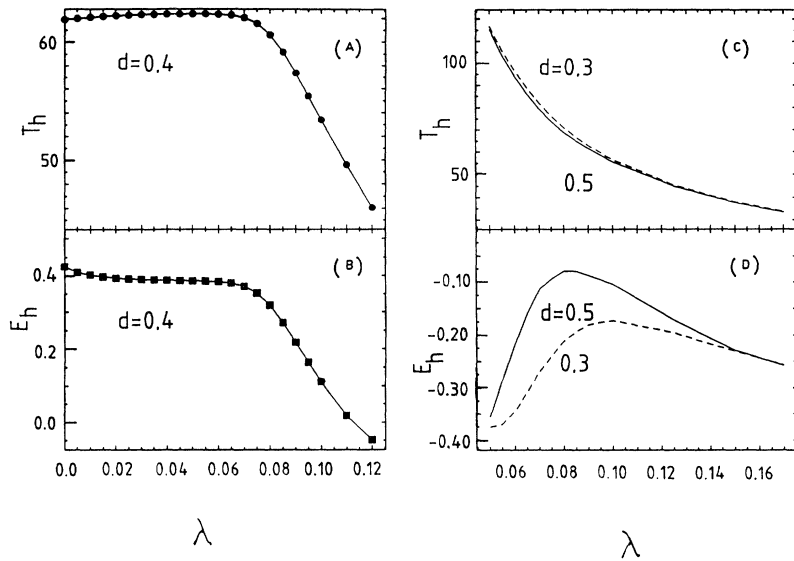 62
50
T_h
d=0.4
(A)
0.4
0.2
0.0
E_h
d=0.4
(B)
0.0 0.02 0.04 0.06 0.08 0.10 0.12
λ
100
50
T_h
d=0.3
0.5
(C)
-0.10
-0.20
-0.30
-0.40
E_h
d=0.5
0.3
(D)
0.06 0.08 0.10 0.12 0.14 0.16
λ